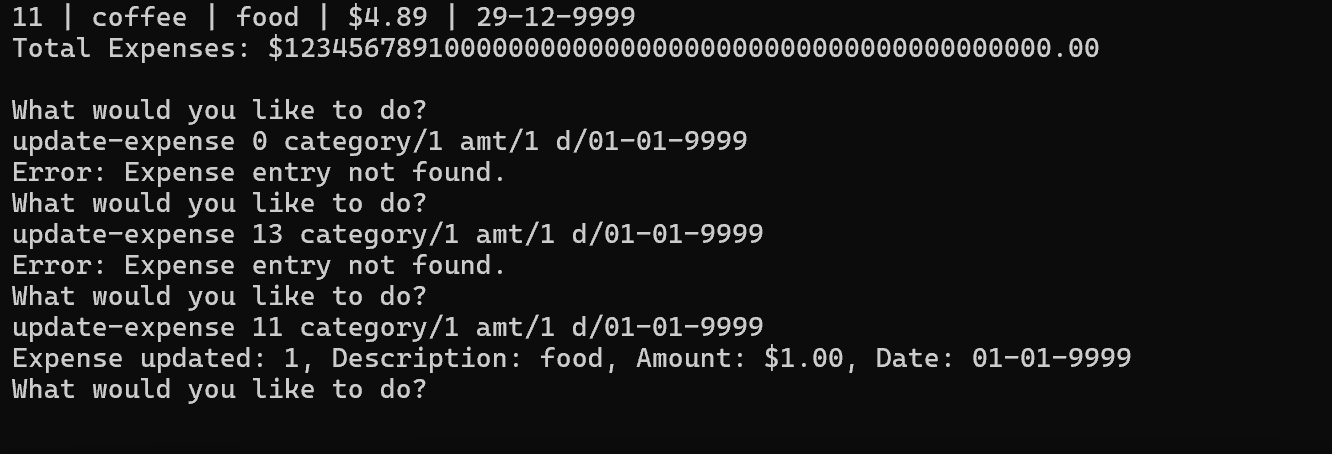 11 | coffee | food | $4.89 | 29-12-9999
Total Expenses: $123456789100000000000000000000000000000000000000.00
What would you like to do?
update-expense 0 category/1 amt/1 d/01-01-9999
Error: Expense entry not found.
What would you like to do?
update-expense 13 category/1 amt/1 d/01-01-9999
Error: Expense entry not found.
What would you like to do?
update-expense 11 category/1 amt/1 d/01-01-9999
Expense updated: 1, Description: food, Amount: $1.00, Date: 01-01-9999
What would you like to do?